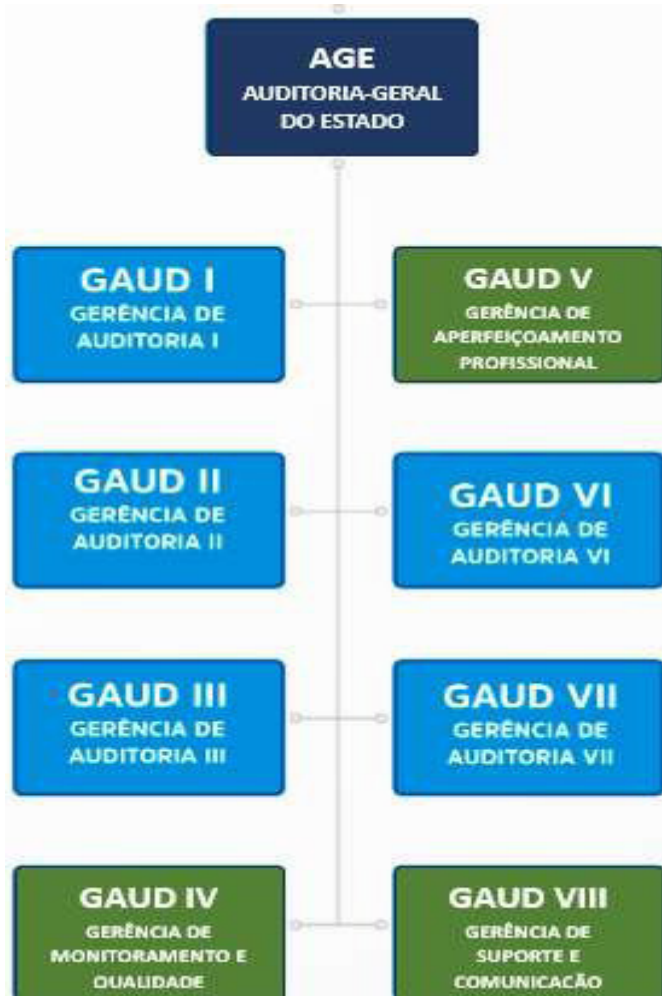 AGE
AUDITORIA-GERAL
DO ESTADO
GAUD I
GERÊNCIA DE
AUDITORIA I
GAUD V
GERÊNCIA DE
APERFEIÇOAMENTO
PROFISSIONAL
GAUD II
GERÊNCIA DE
AUDITORIA II
GAUD VI
GERÊNCIA DE
AUDITORIA VI
GAUD III
GERÊNCIA DE
AUDITORIA III
GAUD VII
GERÊNCIA DE
AUDITORIA VII
GAUD IV
GERÊNCIA DE
MONITORAMENTO E
QUALIDADE
GAUD VIII
GERÊNCIA DE
SUPORTE E
COMUNICAÇÃO